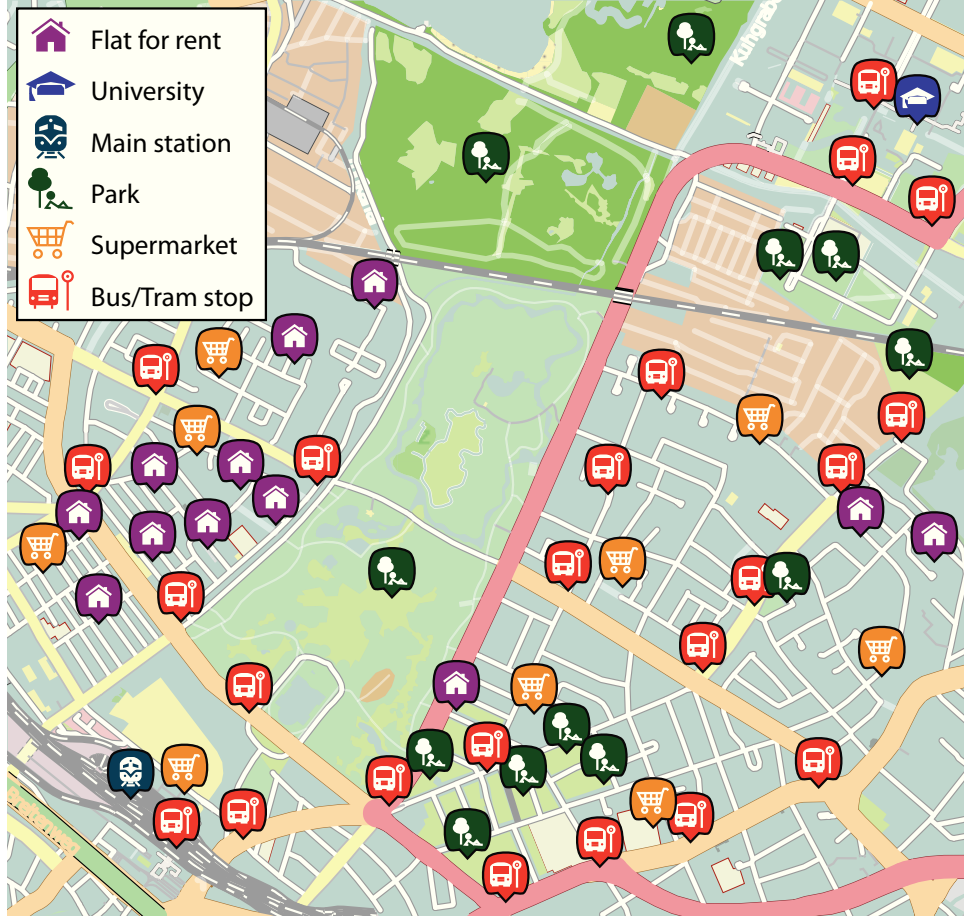 Flat for rent
University
Main station
Park
Supermarket
Bus/Tram stop